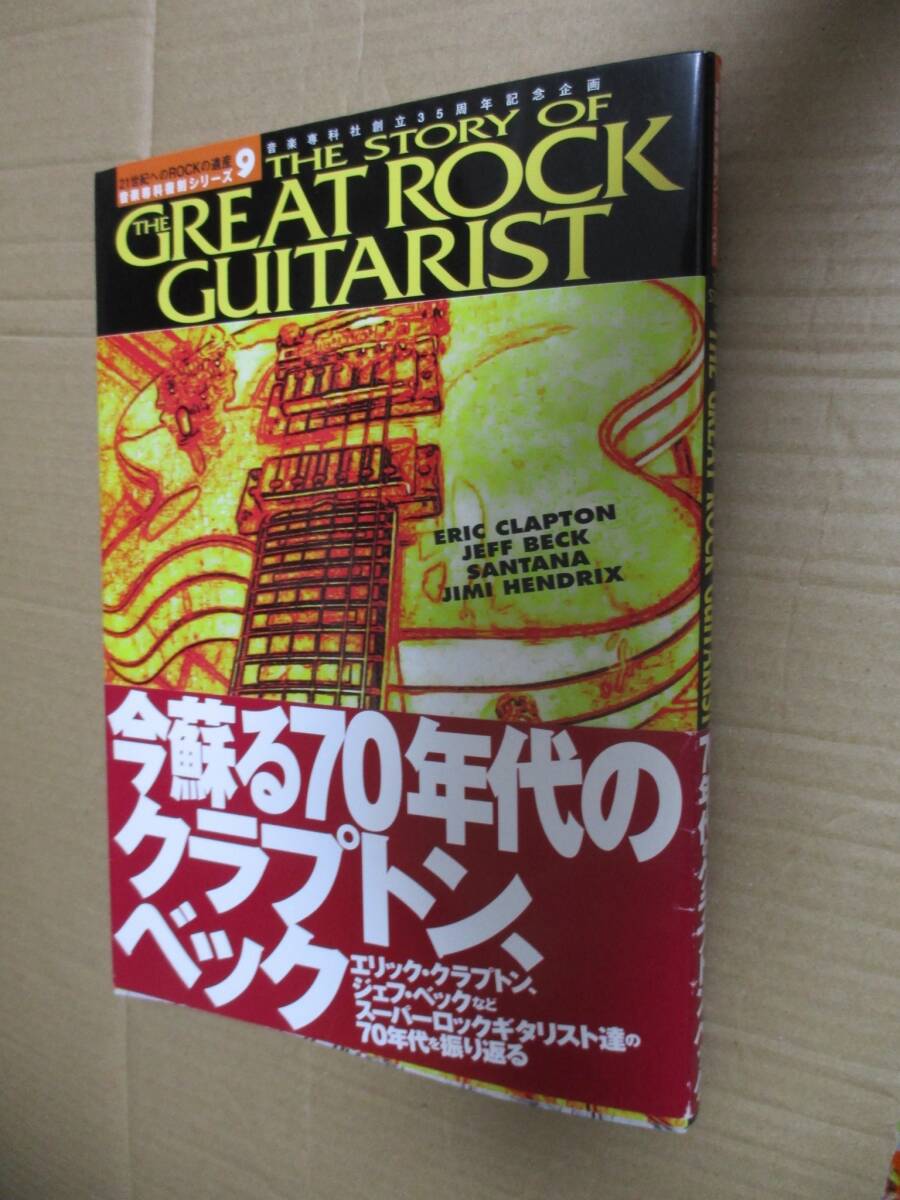 音楽専科社創立35周年記念企画
21世紀へのROCKの遺産
音楽専科復刻シリーズ 9
THE STORY OF
THE GREAT ROCK
GUITARIST
ERIC CLAPTON
JEFF BECK
SANTANA
JIMI HENDRIX
今蘇る70年代の
クラプトン、
ベック
エリック・クラプトン、
ジェフ・ベックなど
スーパーロックギタリスト達の
70年代を振り返る
THE GREAT ROCK GUITARIST